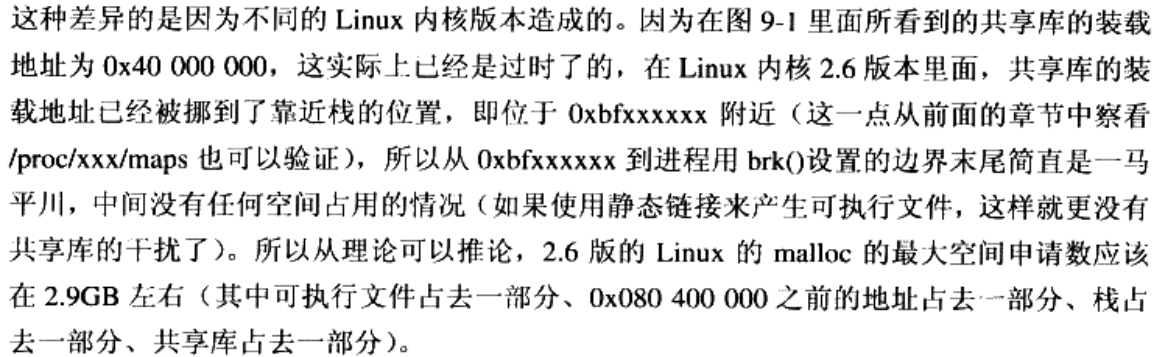 这种差异的是因为不同的 Linux 内核版本造成的。因为在图 9-1 里面所看到的共享库的装载
地址为 0x40 000 000，这实际上已经是过时了的，在 Linux 内核 2.6 版本里面，共享库的装
载地址已经被挪到了靠近栈的位置，即位于 0xbfxxxxxx 附近（这一点从前面的章节中察看
/proc/xxx/maps 也可以验证），所以从 0xbfxxxxxx 到进程用 brk()设置的边界末尾简直是一马
平川，中间没有任何空间占用的情况（如果使用静态链接来产生可执行文件，这样就更没有
共享库的干扰了）。所以从理论可以推论，2.6 版的 Linux 的 malloc 的最大空间申请数应该
在 2.9GB 左右（其中可执行文件占去一部分、0x080 400 000 之前的地址占去一部分、栈占
去一部分、共享库占去一部分）。